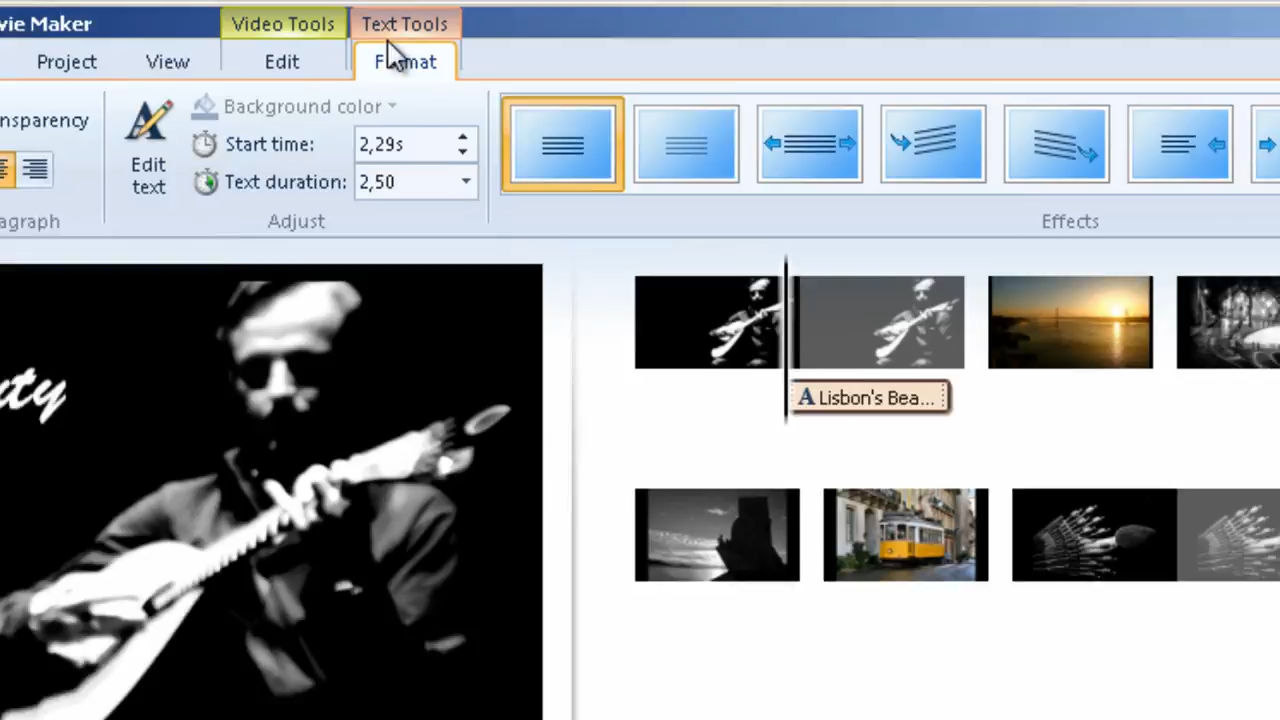 vie Maker
Video Tools
Text Tools
Project
View
Edit
Format
nsparency
Edit text
Background color
Start time:
2,29s
Text duration:
2,50
agraph
Adjust
Effects
uty
A Lisbon's Bea...